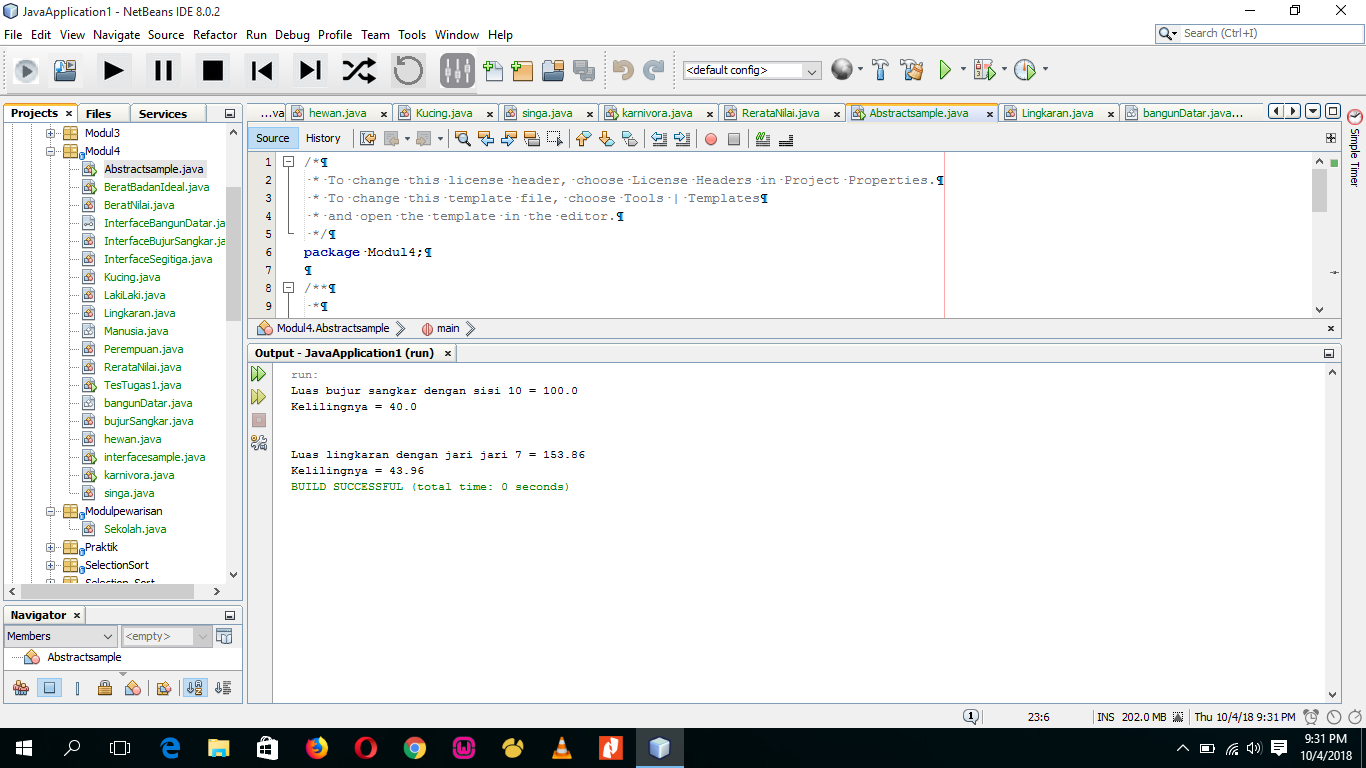 JavaApplication1 - NetBeans IDE 8.0.2
File Edit View Navigate Source Refactor Run Debug Profile Team Tools Window Help
Search (Ctrl+I)
<default config>
Projects Files Services
Modul3
Modul4
Abstractsample.java
BeratBadanIdeal.java
BeratNilai.java
InterfaceBangunDatar.ja
InterfaceBujurSangkar.ja
InterfaceSegitiga.java
Kucing.java
LakiLaki.java
Lingkaran.java
Manusia.java
Perempuan.java
RerataNilai.java
TesTugas1.java
bangunDatar.java
bujurSangkar.java
hewan.java
interfacesample.java
karnivora.java
singa.java
Modulpewarisan
Sekolah.java
Praktik
SelectionSort
Selection_Sort
Navigator
Members <empty>
Abstractsample
...va hewan.java Kucing.java singa.java karnivora.java RerataNilai.java Abstractsample.java Lingkaran.java bangunDatar.java...
Source History
1 /*¶
2 * To change this license header, choose License Headers in Project Properties.¶
3 * To change this template file, choose Tools | Templates¶
4 * and open the template in the editor.¶
5 */¶
6 package Modul4;¶
7 ¶
8 /**¶
9 *¶
Modul4.Abstractsample main
Output - JavaApplication1 (run)
run:
Luas bujur sangkar dengan sisi 10 = 100.0
Kelilingnya = 40.0
Luas lingkaran dengan jari jari 7 = 153.86
Kelilingnya = 43.96
BUILD SUCCESSFUL (total time: 0 seconds)
Simple Timer
1 23:6 INS 202.0 MB Thu 10/4/18 9:31 PM
9:31 PM
10/4/2018